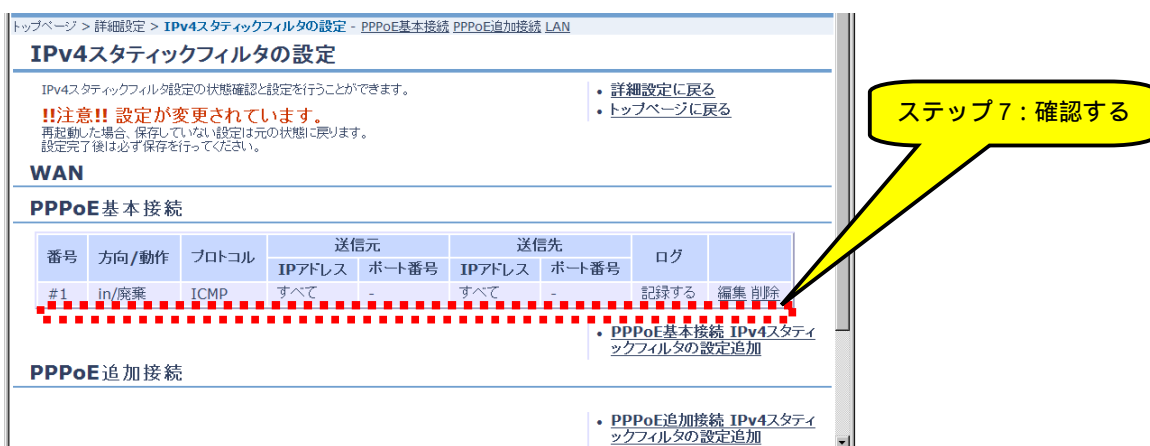 トップページ > 詳細設定 > IPv4スタティックフィルタの設定 - PPPoE基本接続 PPPoE追加接続 LAN
IPv4スタティックフィルタの設定
IPv4スタティックフィルタ設定の状態確認と設定を行うことができます。
・詳細設定に戻る
・トップページに戻る
!!注意!! 設定が変更されています。
再起動した場合、保存していない設定は元の状態に戻ります。
設定完了後は必ず保存を行ってください。
ステップ7:確認する
WAN
PPPoE基本接続
番号 方向/動作 プロトコル 送信元 送信先 ログ
IPアドレス ポート番号 IPアドレス ポート番号
#1 in/廃棄 ICMP すべて - すべて - 記録する 編集 削除
・PPPoE基本接続 IPv4スタティ
ックフィルタの設定追加
PPPoE追加接続
・PPPoE追加接続 IPv4スタティ
ックフィルタの設定追加